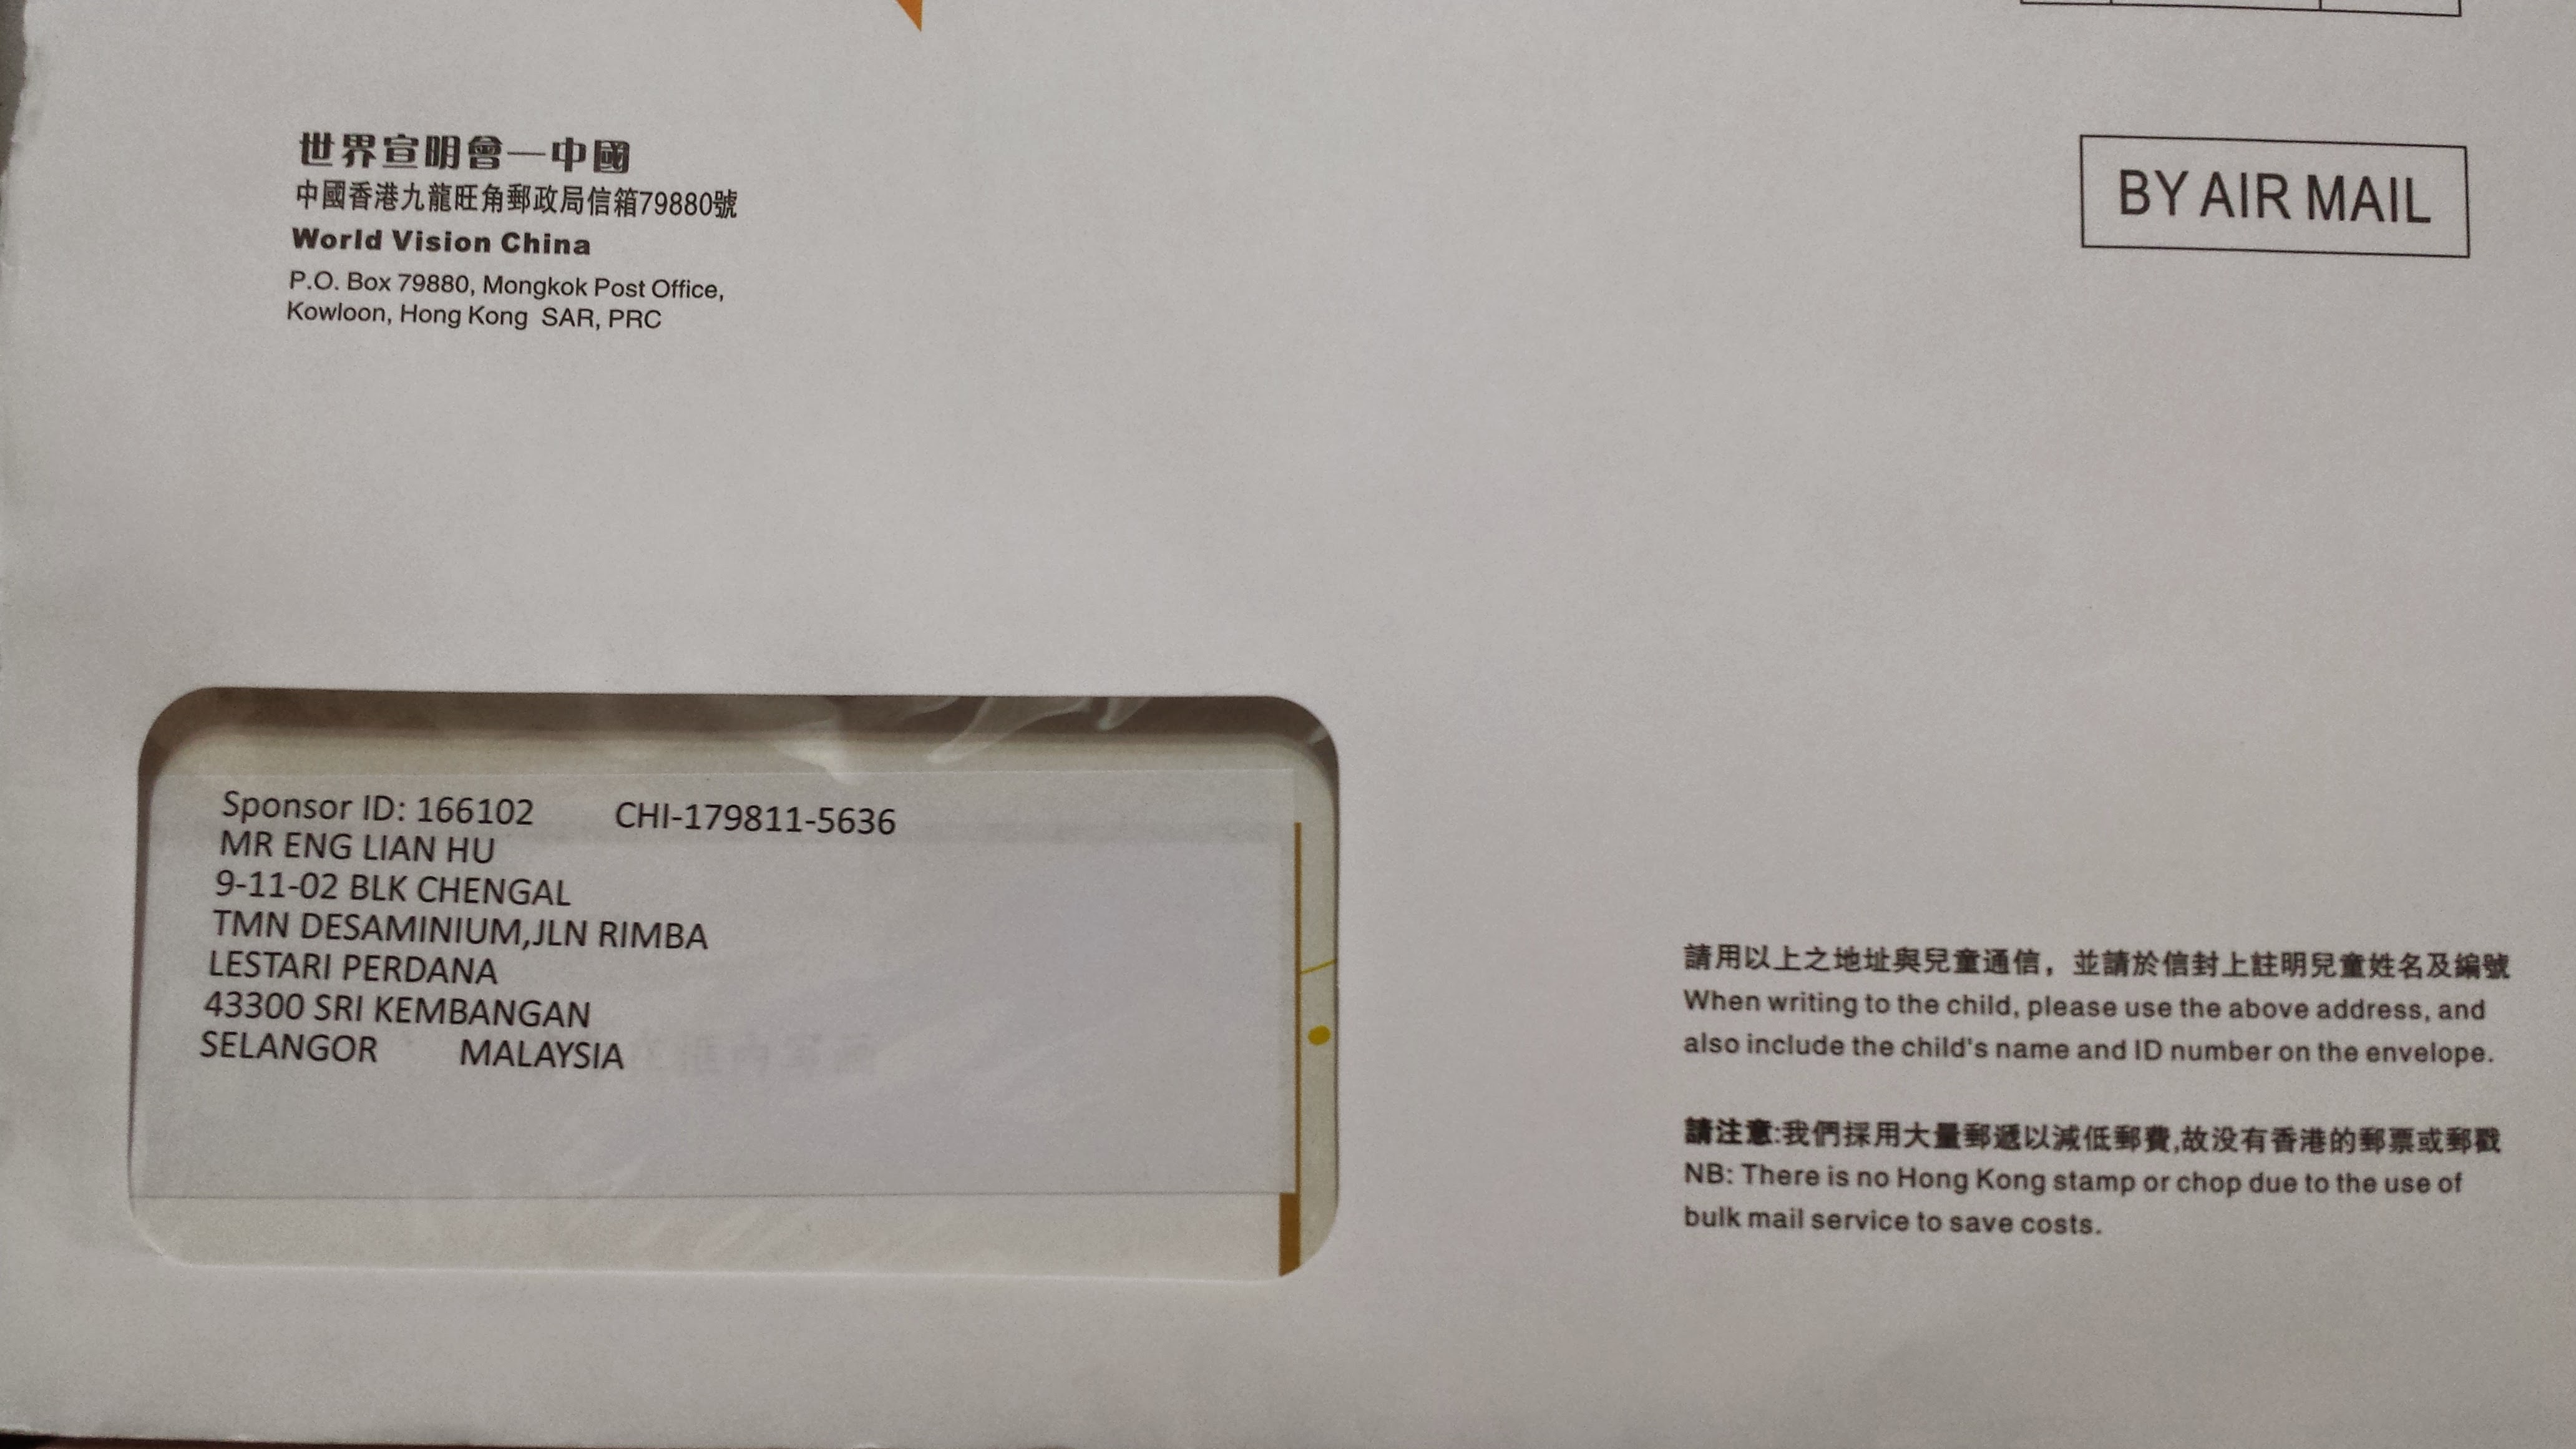 世界宣明會—中國
中國香港九龍旺角郵政局信箱79880號
World Vision China
P.O. Box 79880, Mongkok Post Office,
Kowloon, Hong Kong SAR, PRC
BY AIR MAIL
Sponsor ID: 166102 CHI-179811-5636
MR ENG LIAN HU
9-11-02 BLK CHENGAL
TMN DESAMINIUM,JLN RIMBA
LESTARI PERDANA
43300 SRI KEMBANGAN
SELANGOR MALAYSIA
請用以上之地址與兒童通信，並請於信封上註明兒童姓名及編號
When writing to the child, please use the above address, and
also include the child's name and ID number on the envelope.
請注意:我們採用大量郵遞以減低郵費,故没有香港的郵票或郵戳
NB: There is no Hong Kong stamp or chop due to the use of
bulk mail service to save costs.